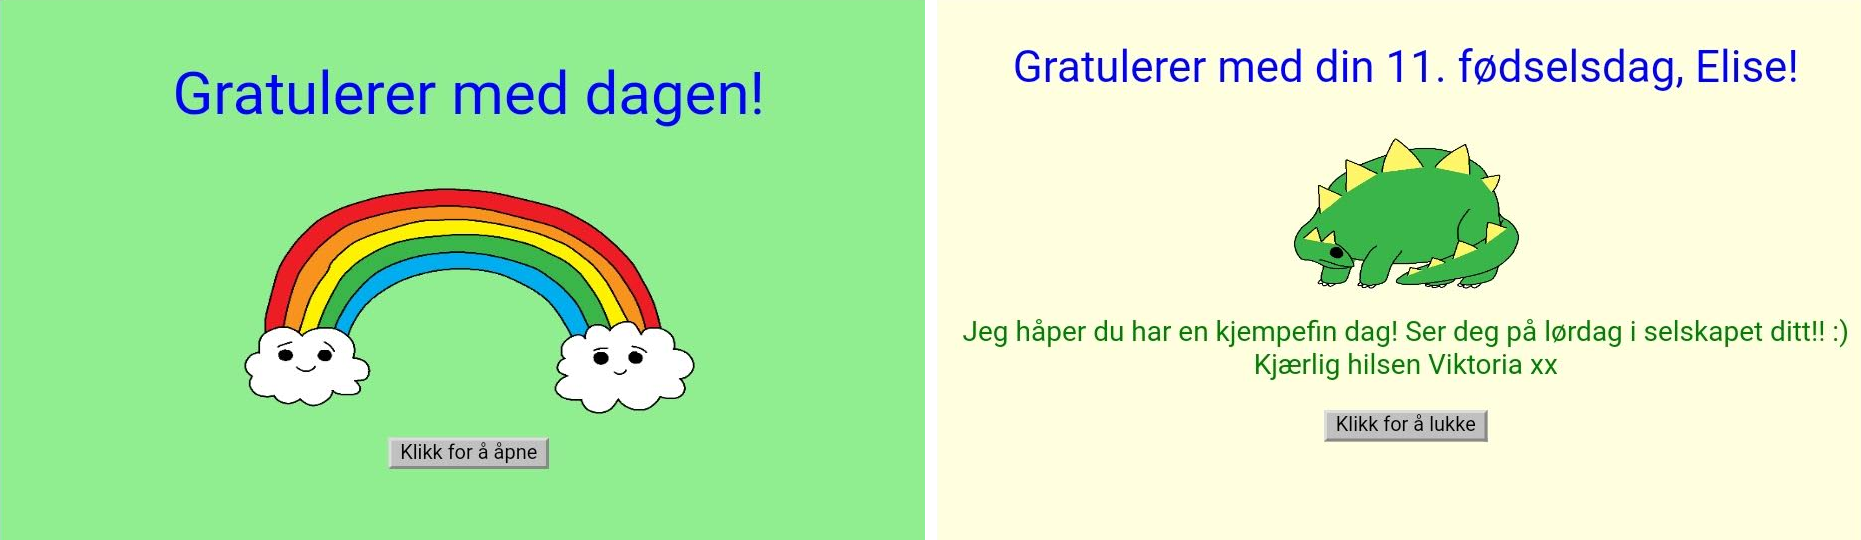 Gratulerer med dagen!
Klikk for å åpne
Gratulerer med din 11. fødselsdag, Elise!
Jeg håper du har en kjempefin dag! Ser deg på lørdag i selskapet ditt!! :)
Kjærlig hilsen Viktoria xx
Klikk for å lukke